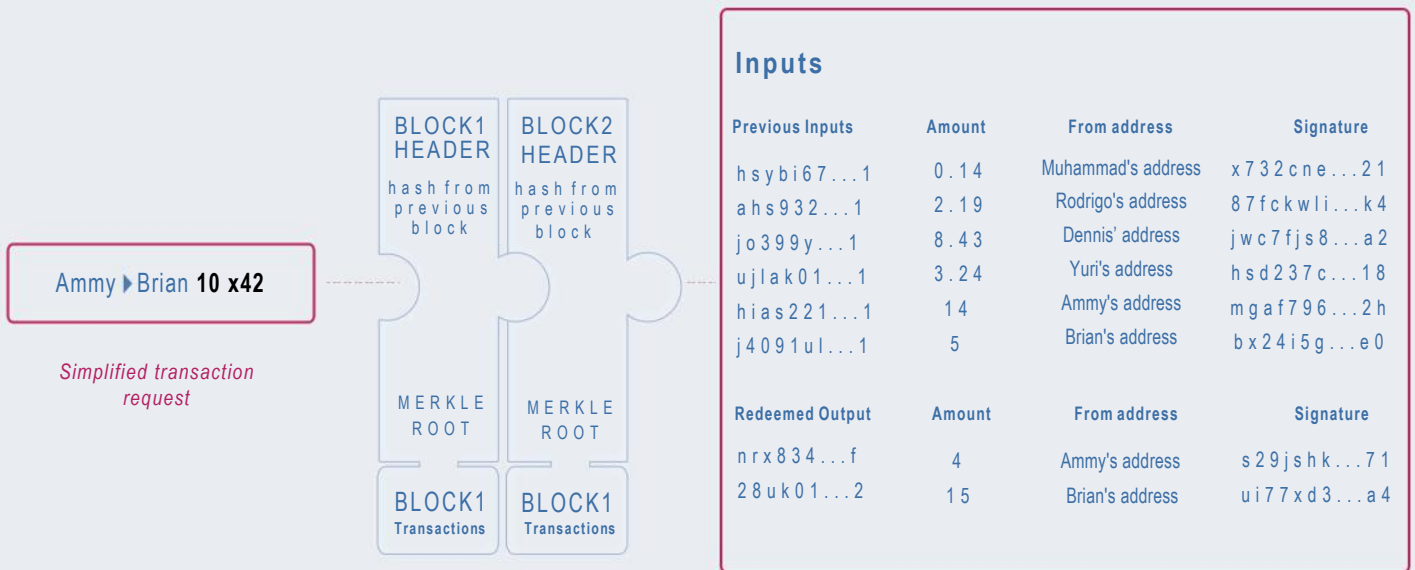 Ammy ▶ Brian 10 x42
Simplified transaction
request
BLOCK1
HEADER
hash from
previous
block
MERKLE
ROOT
BLOCK1
Transactions
BLOCK2
HEADER
hash from
previous
block
MERKLE
ROOT
BLOCK1
Transactions
Inputs
Previous Inputs Amount From address Signature
hsybi67...1 0.14 Muhammad's address x732cne...21
ahs932...1 2.19 Rodrigo's address 87fckwli...k4
jo399y...1 8.43 Dennis’ address jwc7fjs8...a2
ujlak01...1 3.24 Yuri's address hsd237c...18
hias221...1 14 Ammy's address mgaf796...2h
j4091ul...1 5 Brian's address bx24i5g...e0
Redeemed Output Amount From address Signature
nrx834...f 4 Ammy's address s29jshk...71
28uk01...2 15 Brian's address ui77xd3...a4